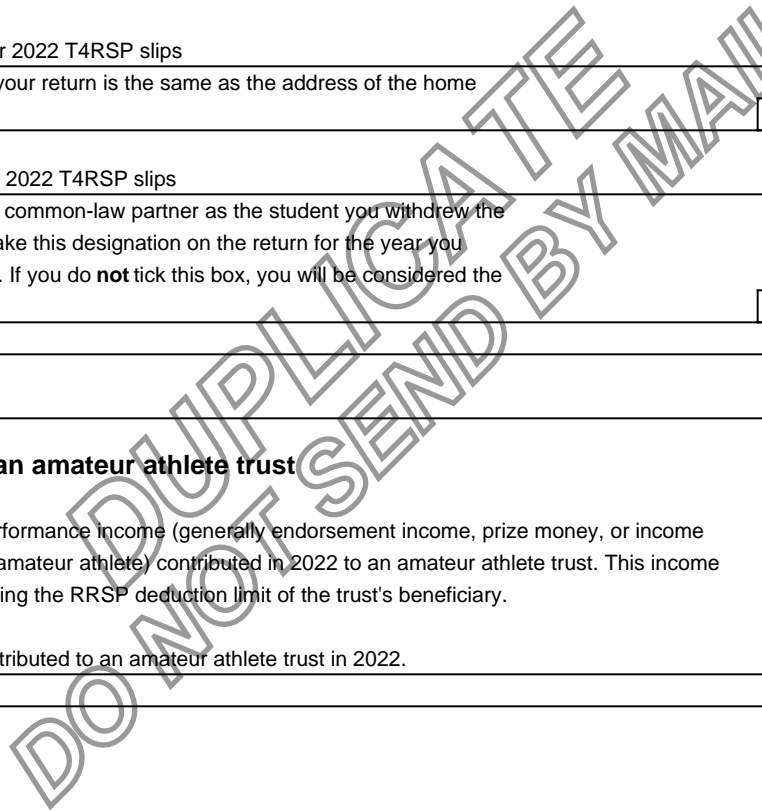 r 2022 T4RSP slips
your return is the same as the address of the home
2022 T4RSP slips
common-law partner as the student you withdrew the
ake this designation on the return for the year you
. If you do not tick this box, you will be considered the
an amateur athlete trust
rformance income (generally endorsement income, prize money, or income
amateur athlete) contributed in 2022 to an amateur athlete trust. This income
ing the RRSP deduction limit of the trust's beneficiary.
tributed to an amateur athlete trust in 2022.
DUPLICATE
DO NOT SEND BY MAIL